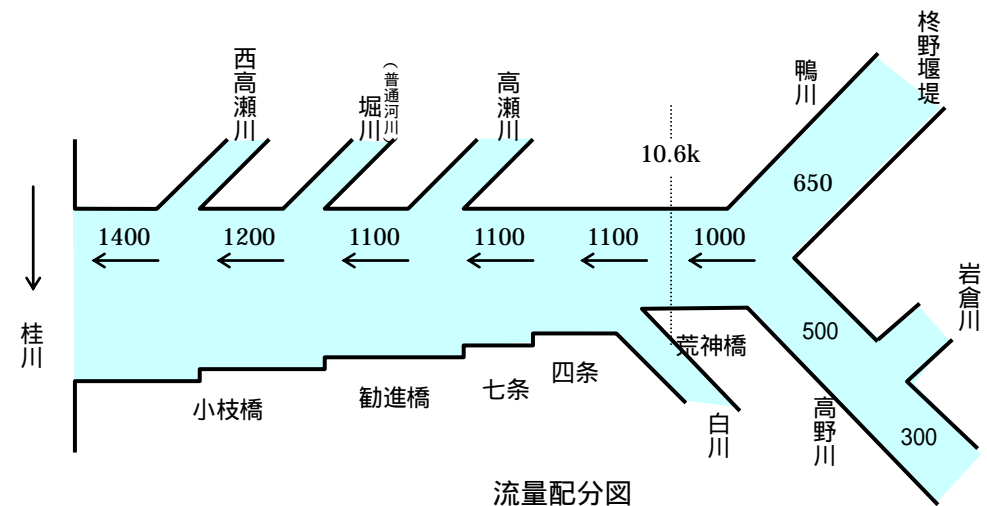 柊野堰堤
鴨川
西高瀬川
堀川
(普通河川)
高瀬川
10.6k
650
1400
1200
1100
1100
1100
1000
岩倉川
桂川
500
荒神橋
四条
七条
勧進橋
小枝橋
白川
高野川
300
流量配分図